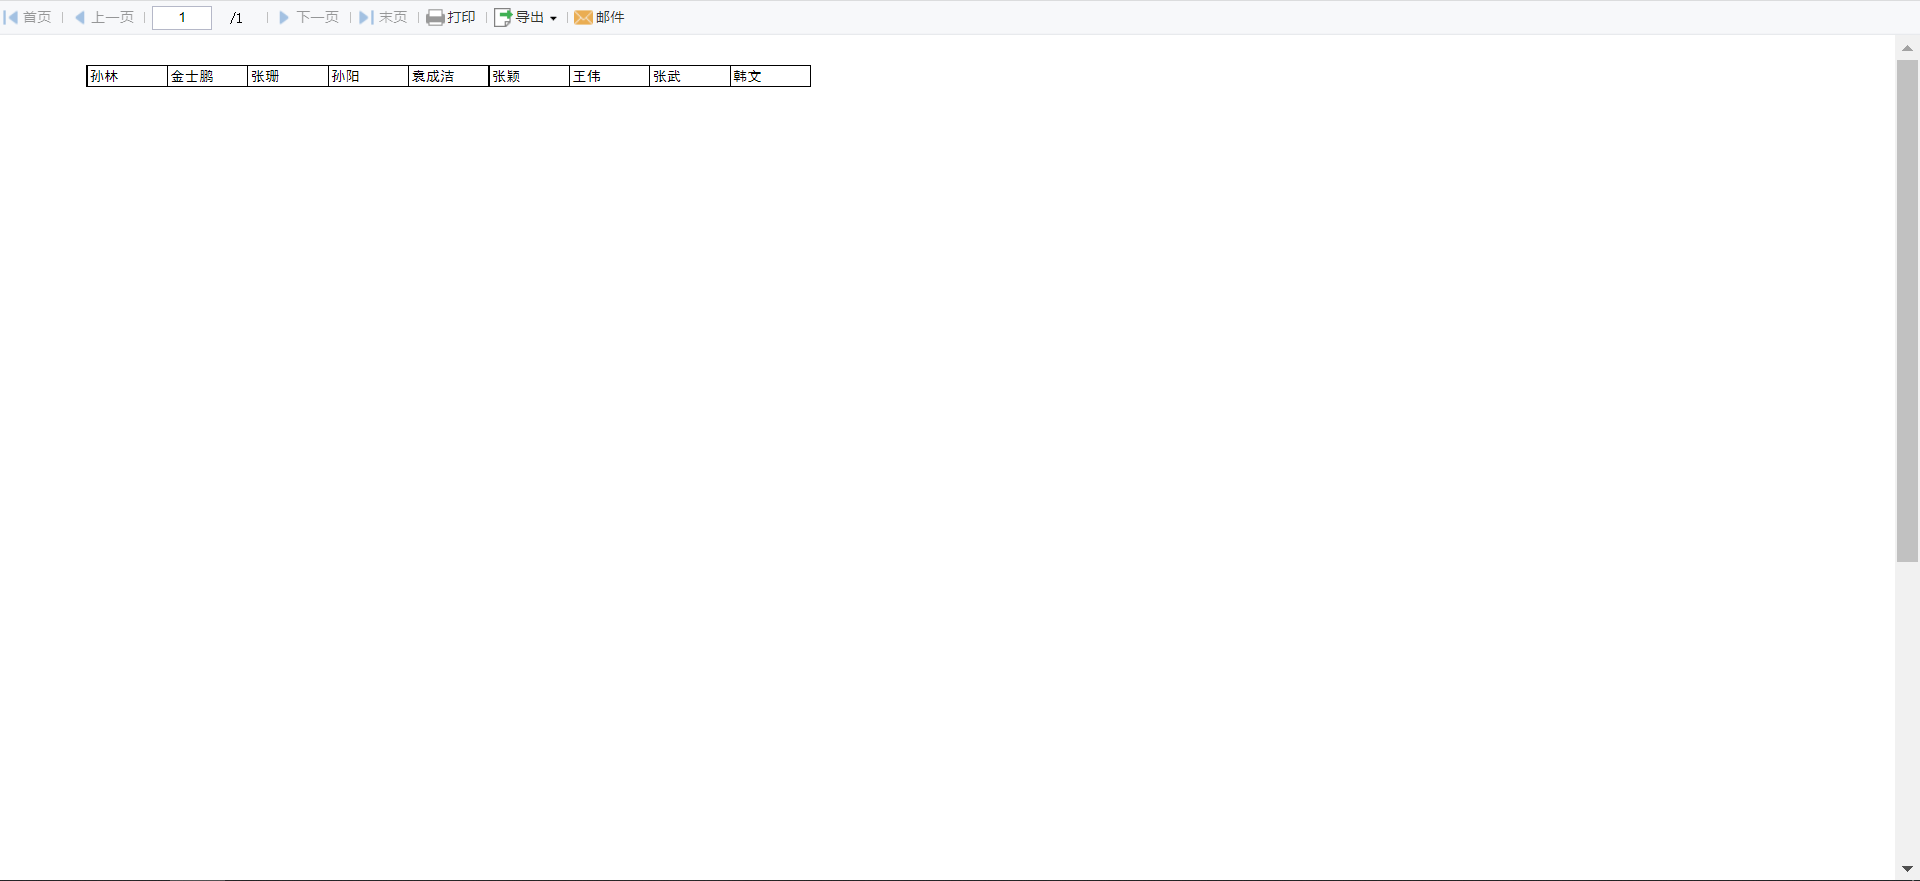 首页 上一页 1 /1 下一页 末页 打印 导出 邮件
孙林 金士鹏 张珊 孙阳 袁成洁 张颖 王伟 张武 韩文